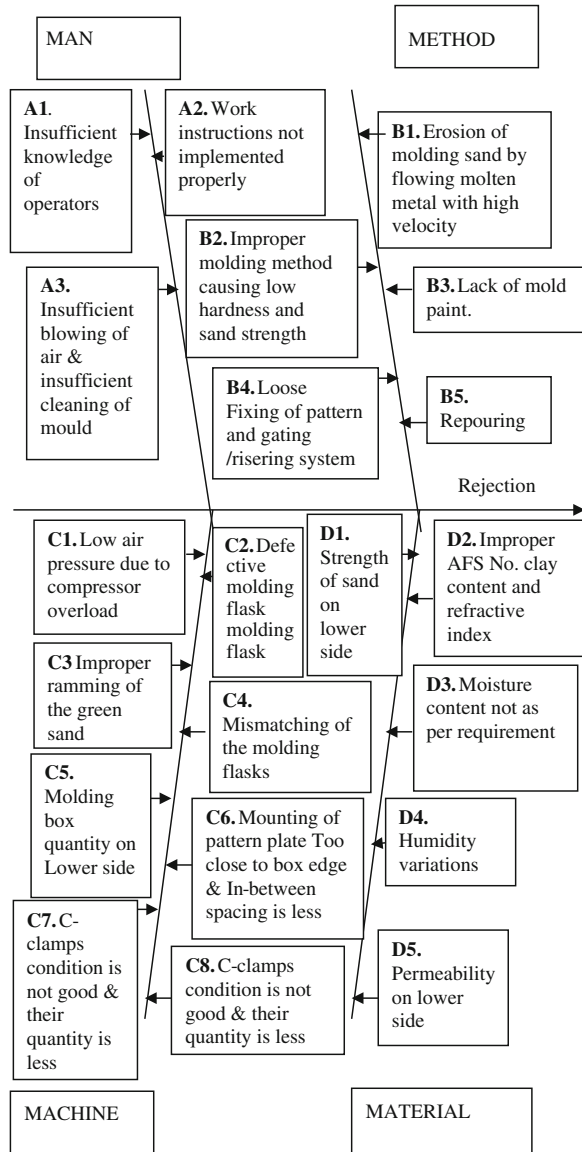 MAN
METHOD
A1.
Insufficient
knowledge
of
operators
A2. Work
instructions not
implemented
properly
B1. Erosion of
molding sand by
flowing molten
metal with high
velocity
A3.
Insufficient
blowing of
air &
insufficient
cleaning of
mould
B2. Improper
molding method
causing low
hardness and
sand strength
B3. Lack of mold
paint.
B4. Loose
Fixing of pattern
and gating
/risering system
B5.
Repouring
Rejection
C1. Low air
pressure due to
compressor
overload
C2. Def
ective
molding
flask
molding
flask
D1.
Strength
of sand
on
lower
side
D2. Improper
AFS No. clay
content and
refractive
index
C3 Improper
ramming of
the green
sand
C4.
Mismatching of
the molding
flasks
D3. Moisture
content not as
per requirement
C5.
Molding
box
quantity on
Lower side
C6. Mounting of
pattern plate Too
close to box edge
& In-between
spacing is less
D4.
Humidity
variations
C7. C-
clamps
condition is
not good &
their
quantity is
less
C8. C-clamps
condition is not
good & their
quantity is less
D5.
Permeability
on lower
side
MACHINE
MATERIAL